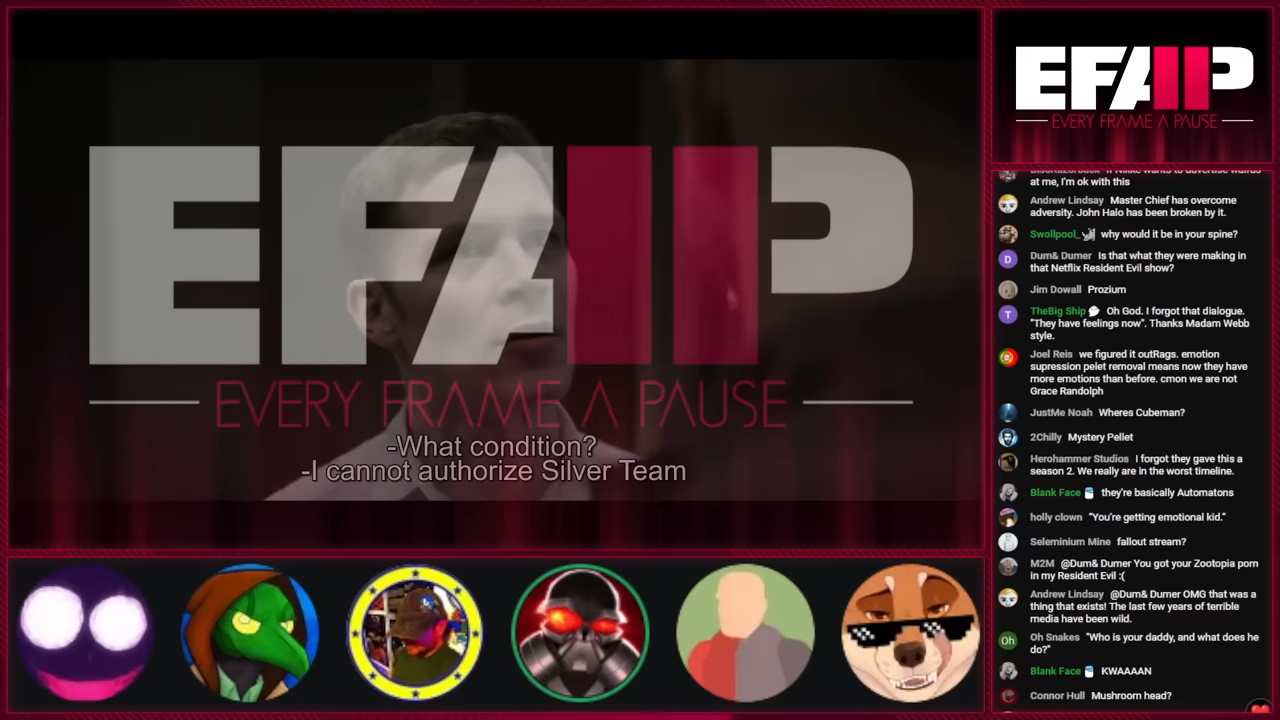 EFAP
EVERY FRAME A PAUSE
-What condition?
-I cannot authorize Silver Team
EFAP
EVERY FRAME A PAUSE
at me, I'm ok with this
Andrew Lindsay Master Chief has overcome
adversity. John Halo has been broken by it.
Swollpool_ why would it be in your spine?
D Dum& Dumer Is that what they were making in
that Netflix Resident Evil show?
Jim Dowall Prozium
T TheBig Ship Oh God. I forgot that dialogue.
"They have feelings now". Thanks Madam Webb
style.
Joel Reis we figured it outRags. emotion
supression pelet removal means now they have
more emotions than before. cmon we are not
Grace Randolph
JustMe Noah Wheres Cubeman?
2Chilly Mystery Pellet
Herohammer Studios I forgot they gave this a
season 2. We really are in the worst timeline.
Blank Face they're basically Automatons
holly clown “You're getting emotional kid.”
Seleminium Mine fallout stream?
M2M @Dum& Dumer You got your Zootopia porn
in my Resident Evil :(
Andrew Lindsay @Dum& Dumer OMG that was a
thing that exists! The last few years of terrible
media have been wild.
Oh Oh Snakes "Who is your daddy, and what does he
do?"
Blank Face KWAAAAN
Connor Hull Mushroom head?